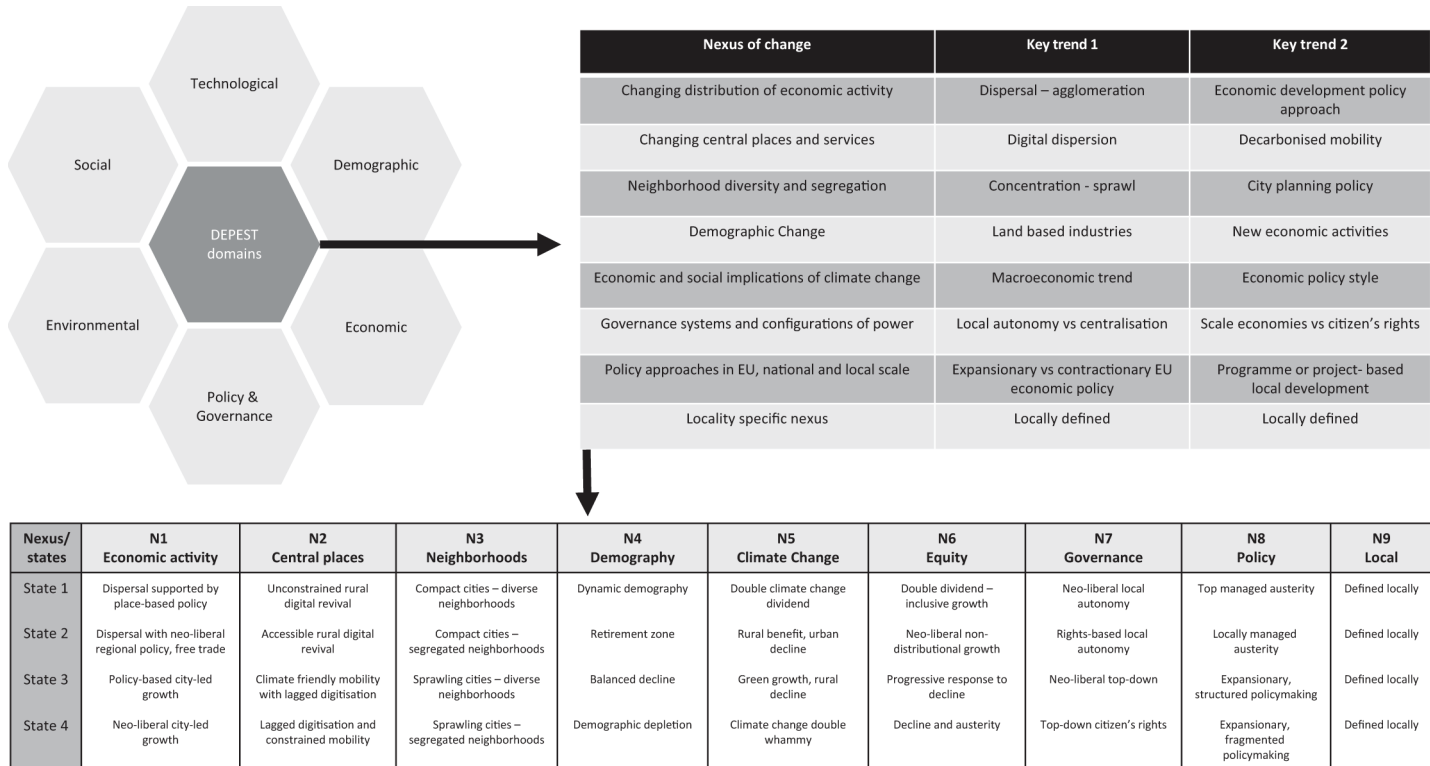 Technological
Social
Demographic
DEPEST
domains
Environmental
Economic
Policy &
Governance
Nexus of change Key trend 1 Key trend 2
Changing distribution of economic activity Dispersal – agglomeration Economic development policy
approach
Changing central places and services Digital dispersion Decarbonised mobility
Neighborhood diversity and segregation Concentration - sprawl City planning policy
Demographic Change Land based industries New economic activities
Economic and social implications of climate change Macroeconomic trend Economic policy style
Governance systems and configurations of power Local autonomy vs centralisation Scale economies vs citizen's rights
Policy approaches in EU, national and local scale Expansionary vs contractionary EU Programme or project- based
economic policy local development
Locality specific nexus Locally defined Locally defined
Nexus/ N1 N2 N3 N4 N5 N6 N7 N8 N9
states Economic activity Central places Neighborhoods Demography Climate Change Equity Governance Policy Local
State 1 Dispersal supported by Unconstrained rural Compact cities – diverse Dynamic demography Double climate change Double dividend – Neo-liberal local Top managed austerity Defined locally
place-based policy digital revival neighborhoods dividend inclusive growth autonomy
State 2 Dispersal with neo-liberal Accessible rural digital Compact cities – Retirement zone Rural benefit, urban Neo-liberal non- Rights-based local Locally managed Defined locally
regional policy, free trade revival segregated neighborhoods decline distributional growth autonomy austerity
State 3 Policy-based city-led Climate friendly mobility Sprawling cities – diverse Balanced decline Green growth, rural Progressive response to Neo-liberal top-down Expansionary, Defined locally
growth with lagged digitisation neighborhoods decline decline structured policymaking
State 4 Neo-liberal city-led Lagged digitisation and Sprawling cities – Demographic depletion Climate change double Decline and austerity Top-down citizen's rights Expansionary, Defined locally
growth constrained mobility segregated neighborhoods whammy fragmented
policymaking